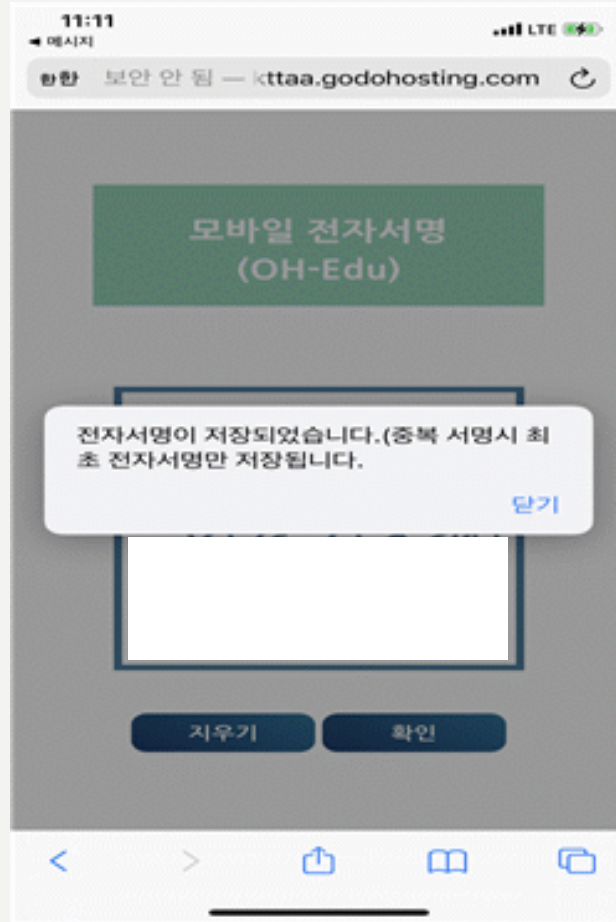 11:11
LTE
◀ 메시지
한한 보안 안 됨 — kttaa.godohosting.com
모바일 전자서명
(OH-Edu)
전자서명이 저장되었습니다.(중복 서명시 최
초 전자서명만 저장됩니다.
닫기
지우기
확인